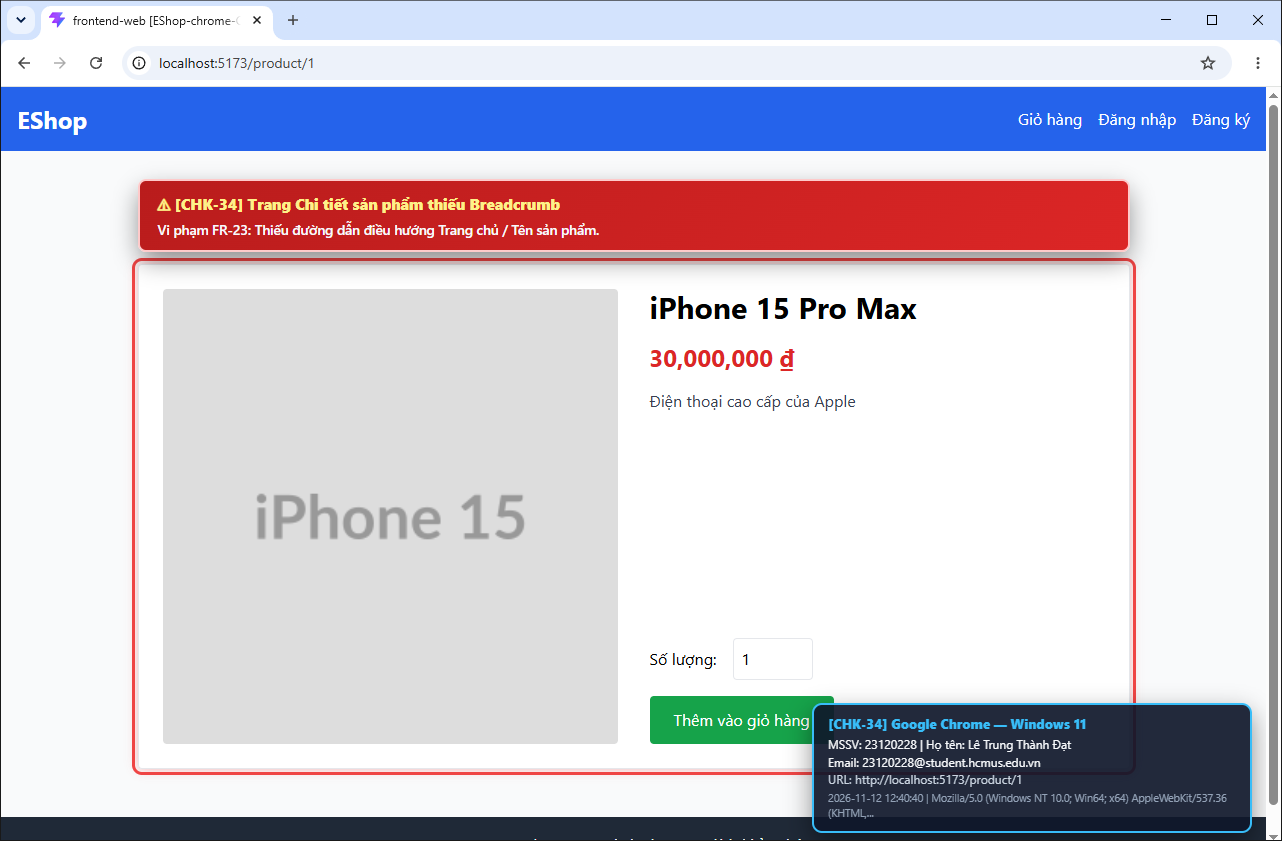 frontend-web [EShop-chrome-
localhost:5173/product/1
EShop
Giỏ hàng Đăng nhập Đăng ký
⚠ [CHK-34] Trang Chi tiết sản phẩm thiếu Breadcrumb
Vi phạm FR-23: Thiếu đường dẫn điều hướng Trang chủ / Tên sản phẩm.
iPhone 15
iPhone 15 Pro Max
30,000,000 ₫
Điện thoại cao cấp của Apple
Số lượng: 1
Thêm vào giỏ hàng
[CHK-34] Google Chrome — Windows 11
MSSV: 23120228 | Họ tên: Lê Trung Thành Đạt
Email: 23120228@student.hcmus.edu.vn
URL: http://localhost:5173/product/1
2026-11-12 12:40:40 | Mozilla/5.0 (Windows NT 10.0; Win64; x64) AppleWebKit/537.36
(KHTML,...